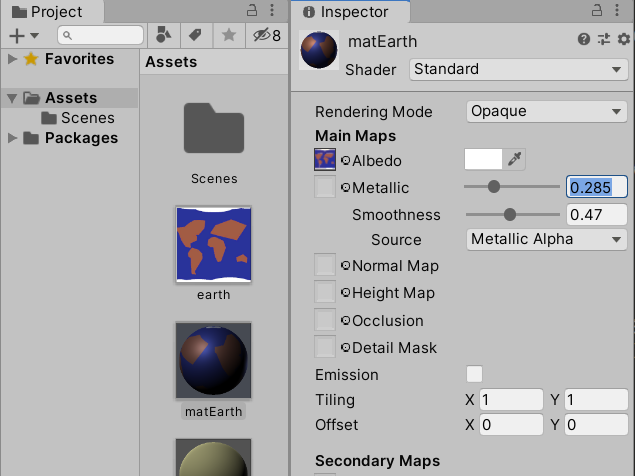 Project
8
Favorites
Assets
Scenes
Packages
Assets
Scenes
earth
matEarth
Inspector
matEarth
Shader Standard
Rendering Mode Opaque
Main Maps
Albedo
Metallic 0.285
Smoothness 0.47
Source Metallic Alpha
Normal Map
Height Map
Occlusion
Detail Mask
Emission
Tiling X 1 Y 1
Offset X 0 Y 0
Secondary Maps